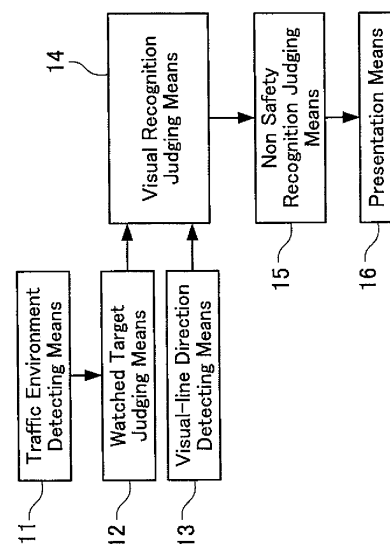 11
Traffic Environment
Detecting Means
12
Watched Target
Judging Means
13
Visual-line Direction
Detecting Means
14
Visual Recognition
Judging Means
15
Non Safety
Recognition Judging
Means
16
Presentation Means